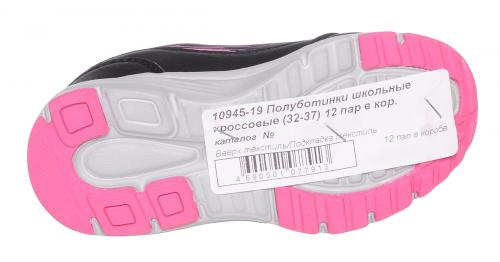 10945-19 Полуботинки школьные
кроссовые (32-37) 12 пар в кор.
каталог №
Вверх текстиль/Подкладка текстиль
12 пар в коробе
4 690501 077913